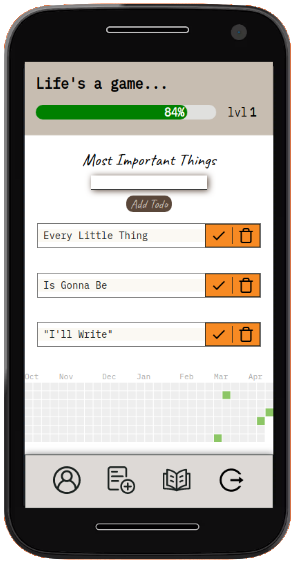 Life's a game...
84% lvl 1
Most Important Things
Add Todo
Every Little Thing
Is Gonna Be
"I'll Write"
Oct Nov Dec Jan Feb Mar Apr